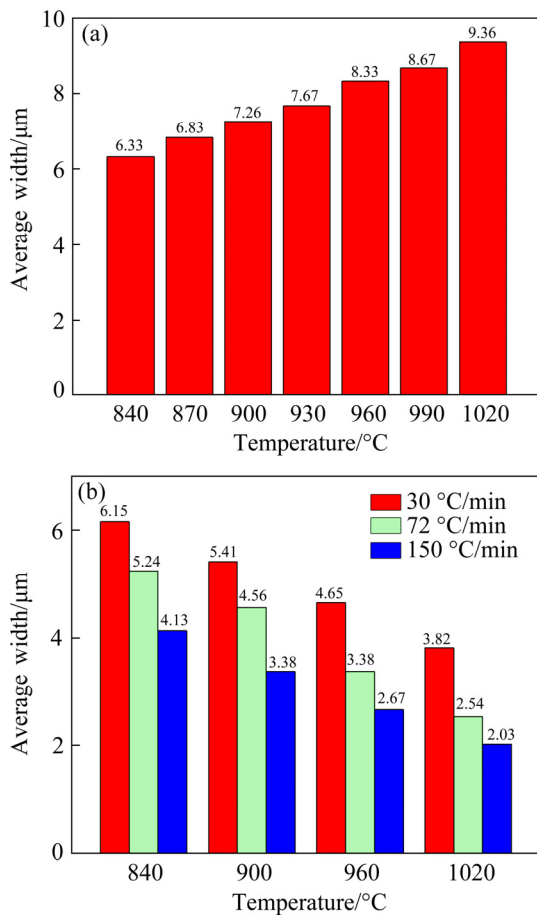 (a)
10
8
6
4
2
0
Average width/μm
6.33
6.83
7.26
7.67
8.33
8.67
9.36
840 870 900 930 960 990 1020
Temperature/°C
(b)
30 °C/min
72 °C/min
150 °C/min
6
4
2
0
Average width/μm
6.15
5.24
4.13
5.41
4.56
3.38
4.65
3.38
2.67
3.82
2.54
2.03
840 900 960 1020
Temperature/°C